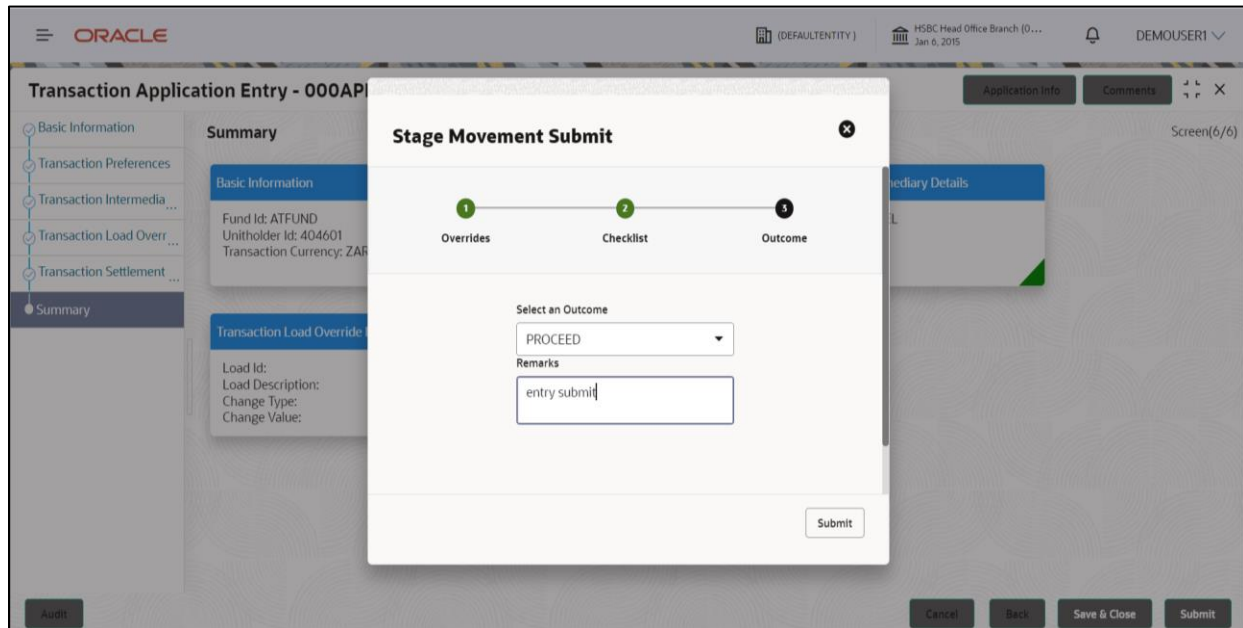 ORACLE
(DEFAULTENTITY)
HSBC Head Office Branch (0...
Jan 6, 2015
DEMOUSER1
Transaction Application Entry - 000AP
Application Info
Comments
Basic Information
Transaction Preferences
Transaction Intermedia...
Transaction Load Overr...
Transaction Settlement ...
Summary
Summary
Screen(6/6)
Basic Information
Fund Id: ATFUND
Unitholder Id: 404601
Transaction Currency: ZAR
mediary Details
Transaction Load Override
Load Id:
Load Description:
Change Type:
Change Value:
Stage Movement Submit
1
2
3
Overrides
Checklist
Outcome
Select an Outcome
PROCEED
Remarks
entry submit
Submit
Audit
Cancel
Back
Save & Close
Submit